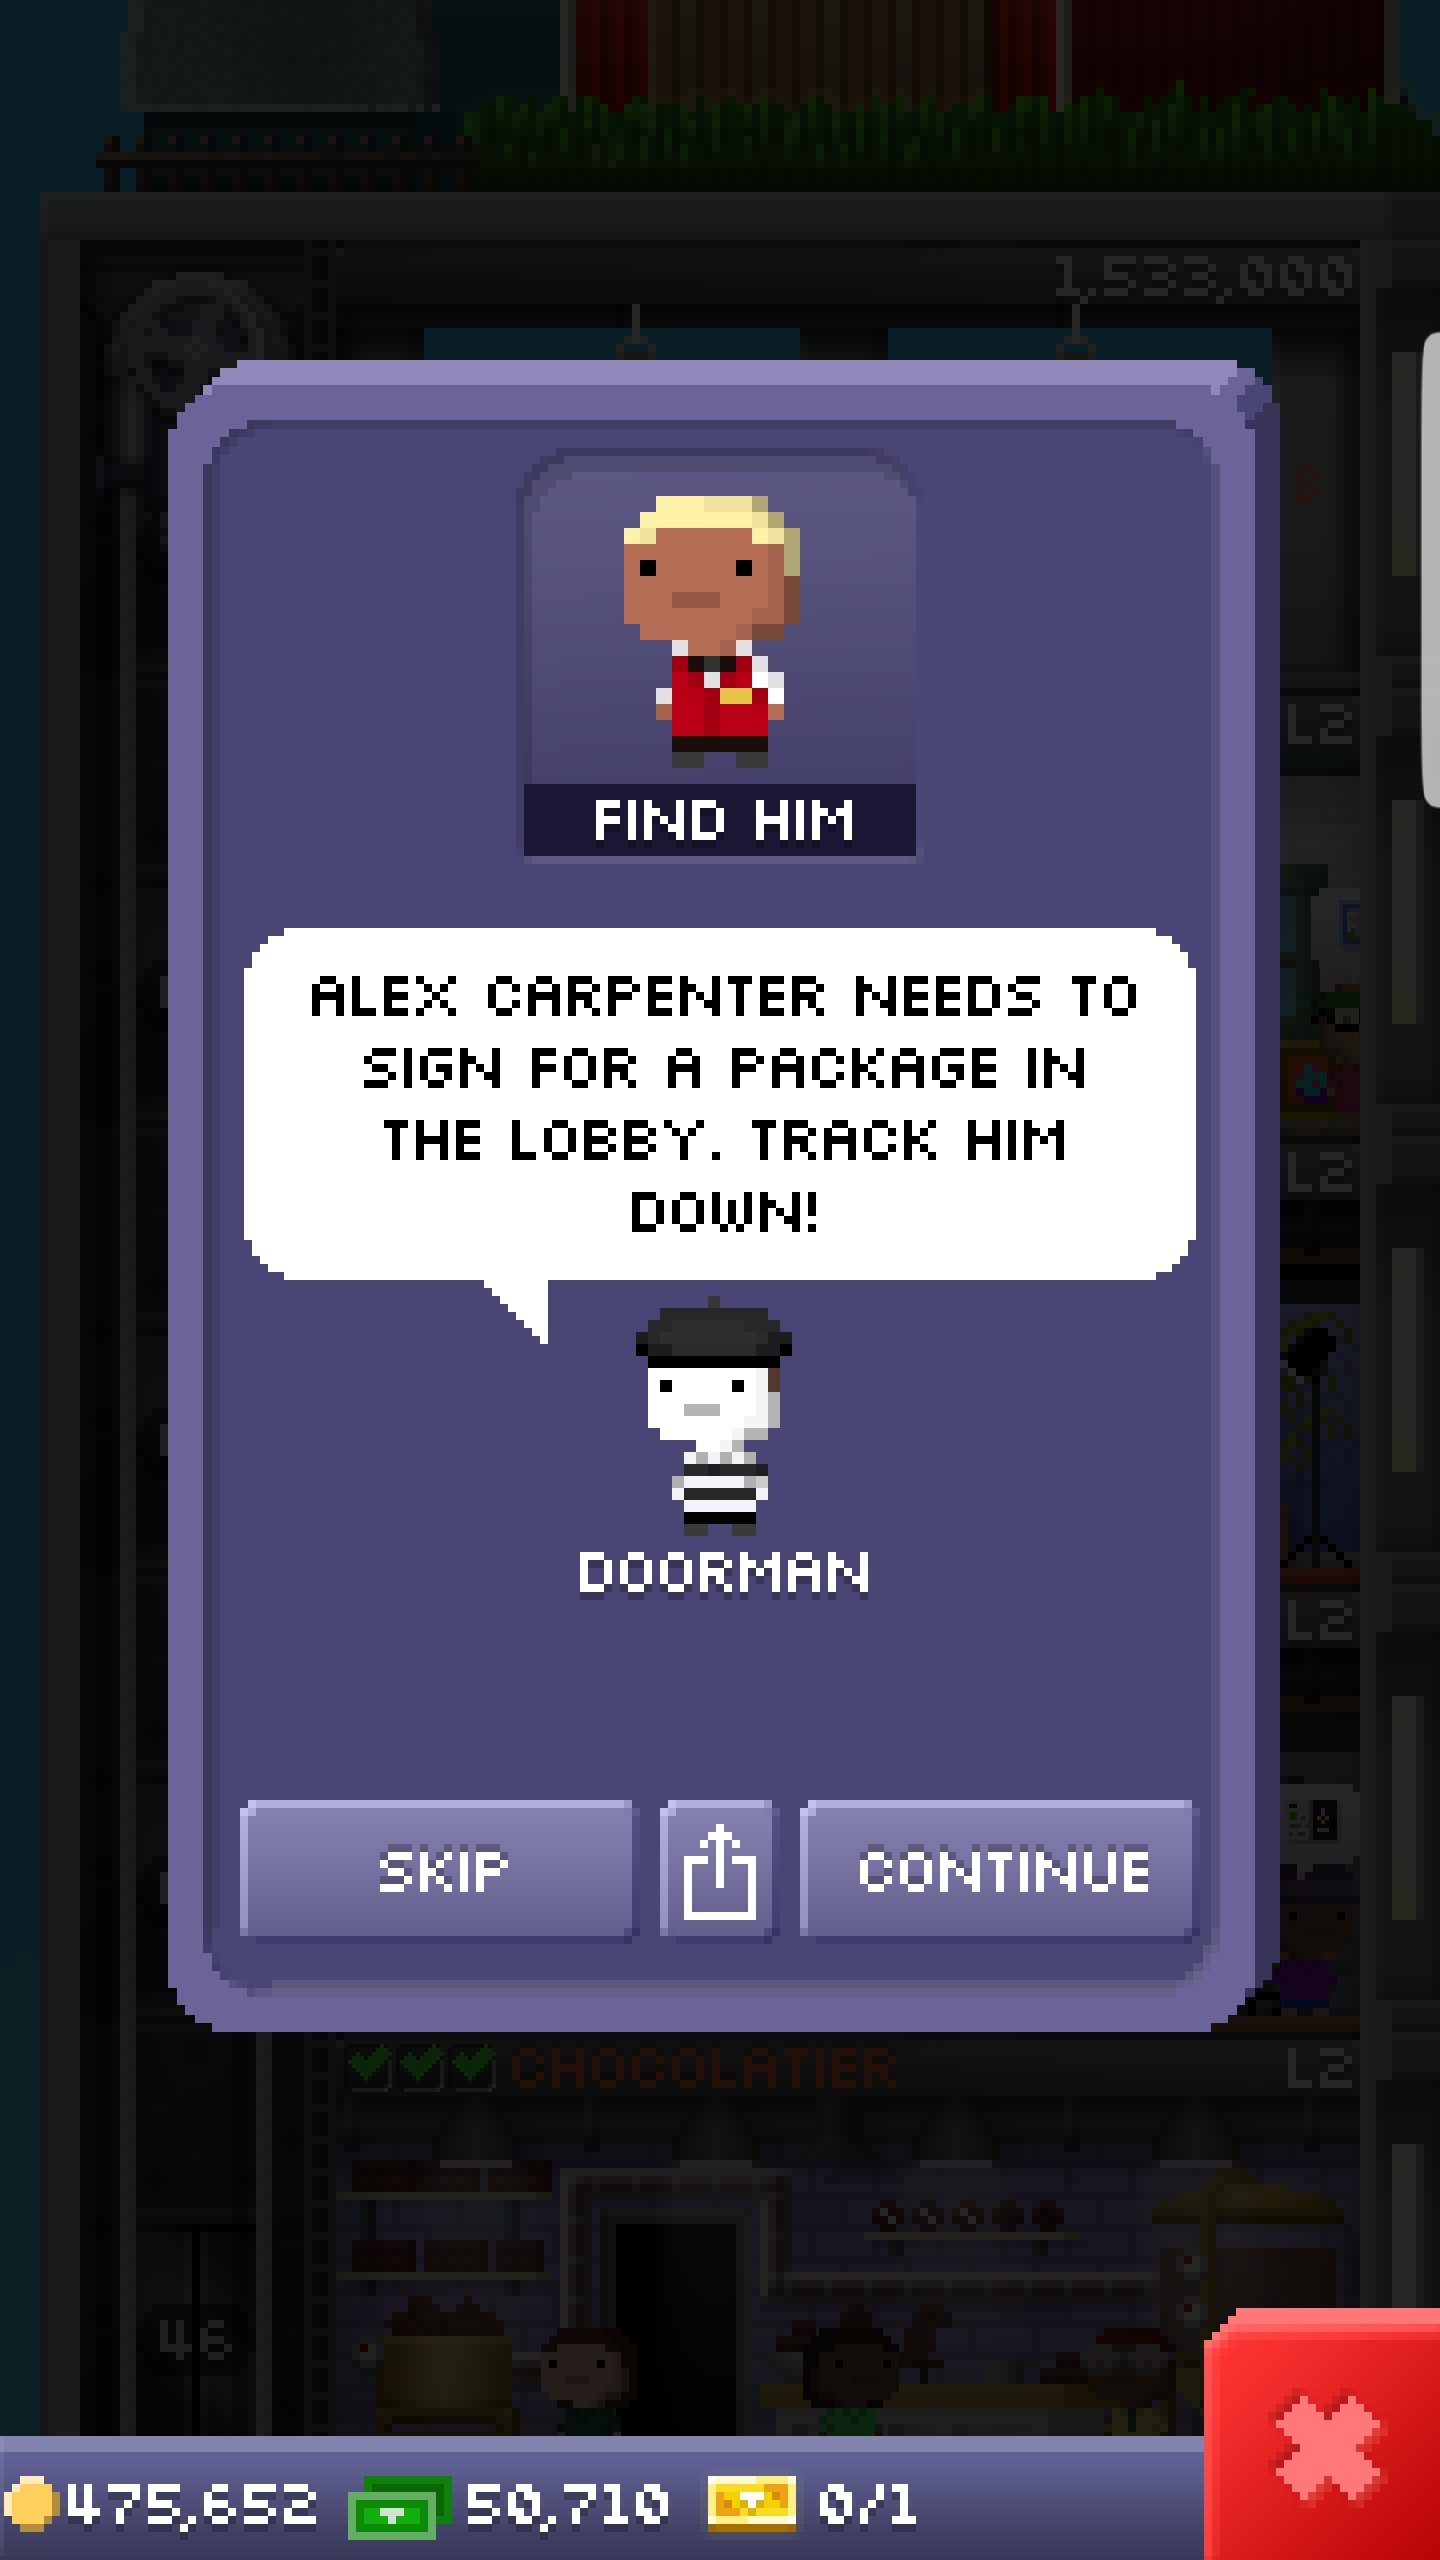 1,533,000
B
FIND HIM
L2
ALEX CARPENTER NEEDS TO
SIGN FOR A PACKAGE IN
THE LOBBY. TRACK HIM
DOWN!
L2
DOORMAN
L2
SKIP
CONTINUE
CHOCOLATIER
L2
46
475,652
50,710
0/1